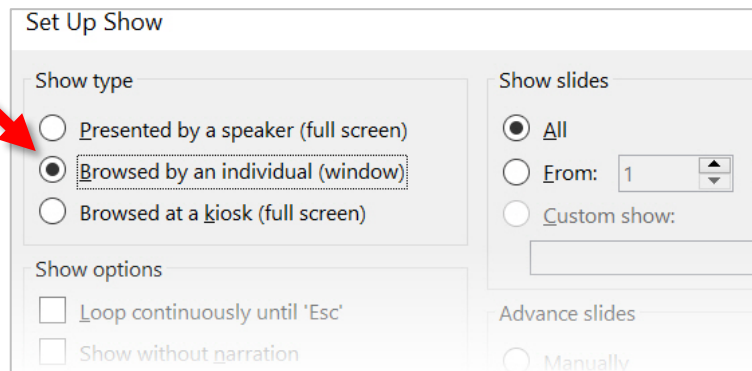 Set Up Show
Show type
Presented by a speaker (full screen)
Browsed by an individual (window)
Browsed at a kiosk (full screen)
Show options
Loop continuously until 'Esc'
Show without narration
Show slides
All
From: 1
Custom show:
Advance slides
Manually